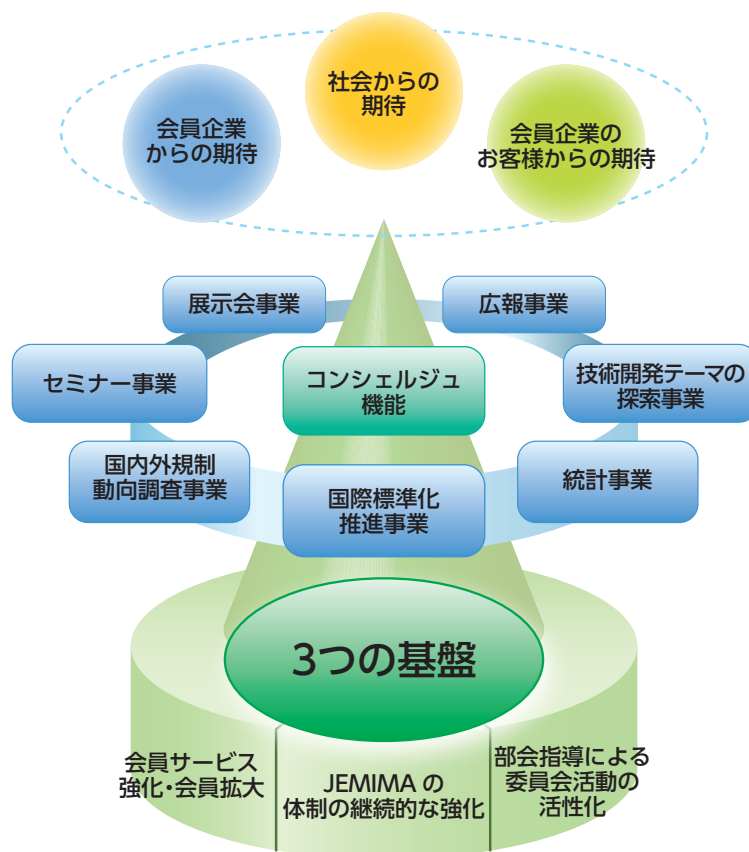 社会からの
期待
会員企業
からの期待
会員企業の
お客様からの期待
展示会事業
広報事業
セミナー事業
コンシェルジュ
機能
技術開発テーマの
探索事業
国内外規制
動向調査事業
国際標準化
推進事業
統計事業
3つの基盤
会員サービス
強化・会員拡大
JEMIMA の
体制の継続的な強化
部会指導による
委員会活動の
活性化